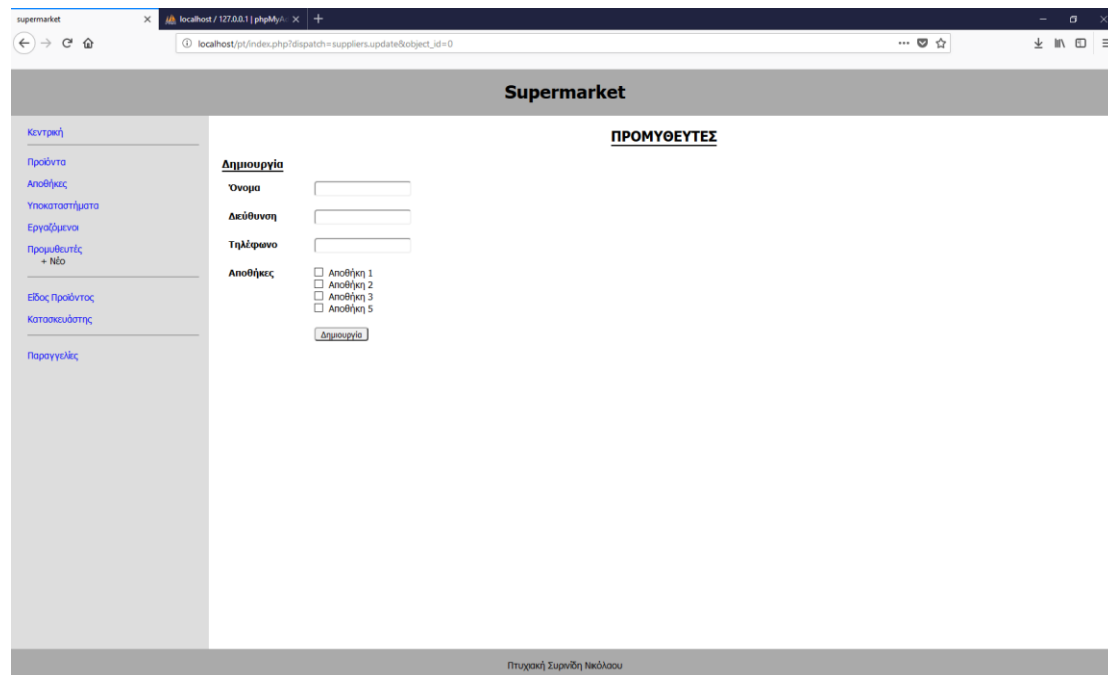 supermarket
localhost / 127.0.0.1 | phpMyA
localhost/pt/index.php?dispatch=suppliers.update&object_id=0
Supermarket
Κεντρική
Προϊόντα
Αποθήκες
Υποκαταστήματα
Εργαζόμενοι
Προμυθευτές
+ Νέο
Είδος Προϊόντος
Κατασκευάστης
Παραγγελίες
ΠΡΟΜΥΘΕΥΤΕΣ
Δημιουργία
Όνομα
Διεύθυνση
Τηλέφωνο
Αποθήκες
Αποθήκη 1
Αποθήκη 2
Αποθήκη 3
Αποθήκη 5
Δημιουργία
Πτυχιακή Συρινίδη Νικόλαου